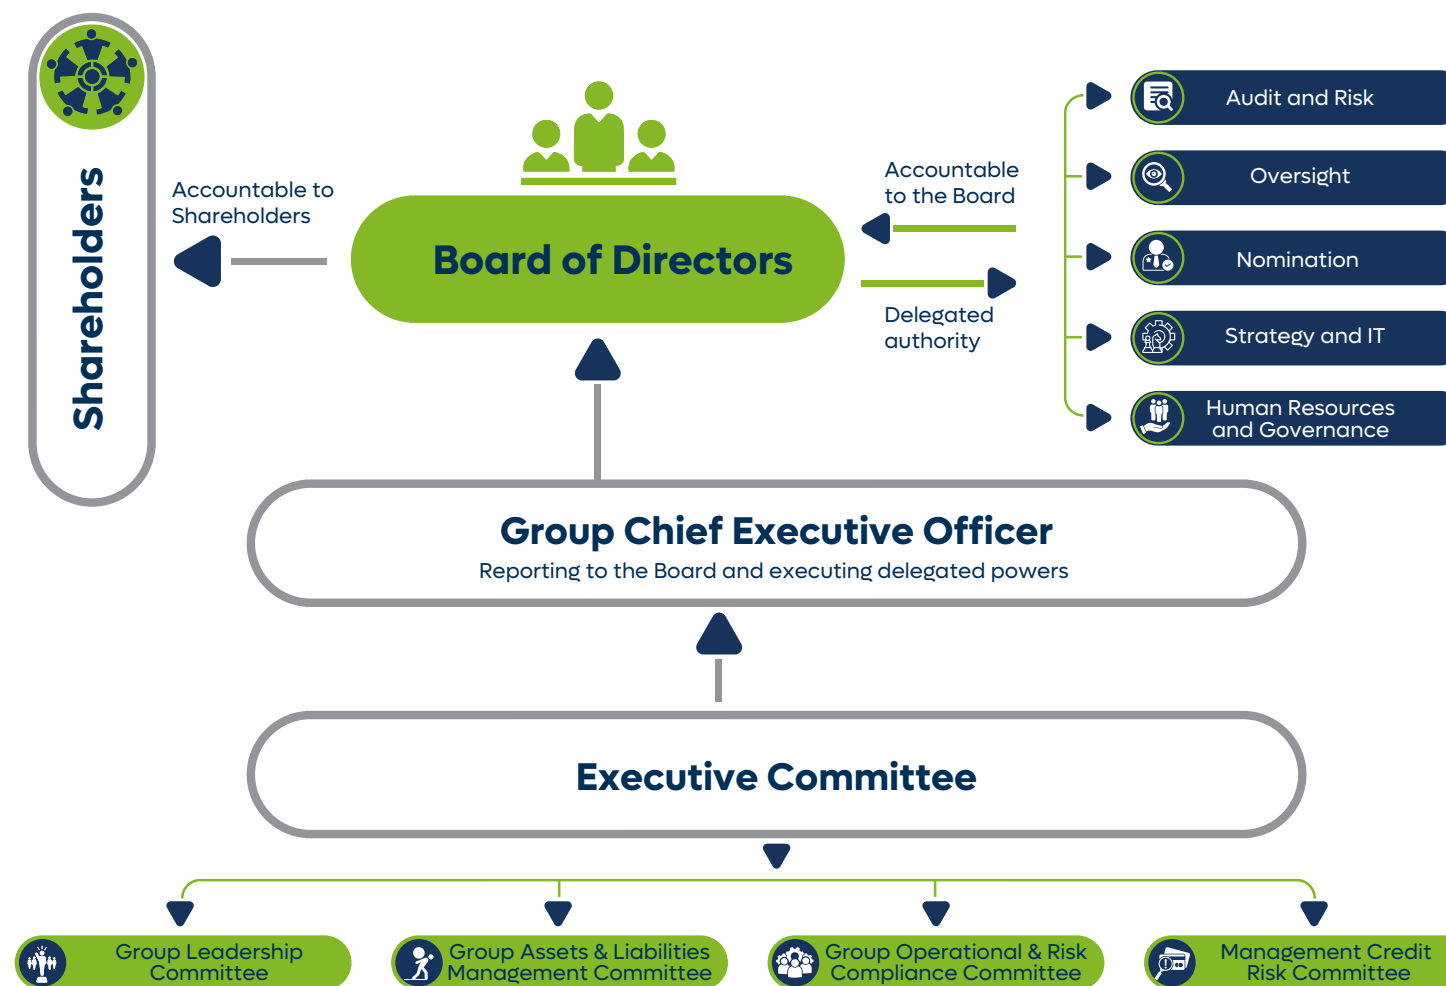 Shareholders
Accountable to
Shareholders
Board of Directors
Accountable
to the Board
Delegated
authority
Audit and Risk
Oversight
Nomination
Strategy and IT
Human Resources
and Governance
Group Chief Executive Officer
Reporting to the Board and executing delegated powers
Executive Committee
Group Leadership
Committee
Group Assets & Liabilities
Management Committee
Group Operational & Risk
Compliance Committee
Management Credit
Risk Committee